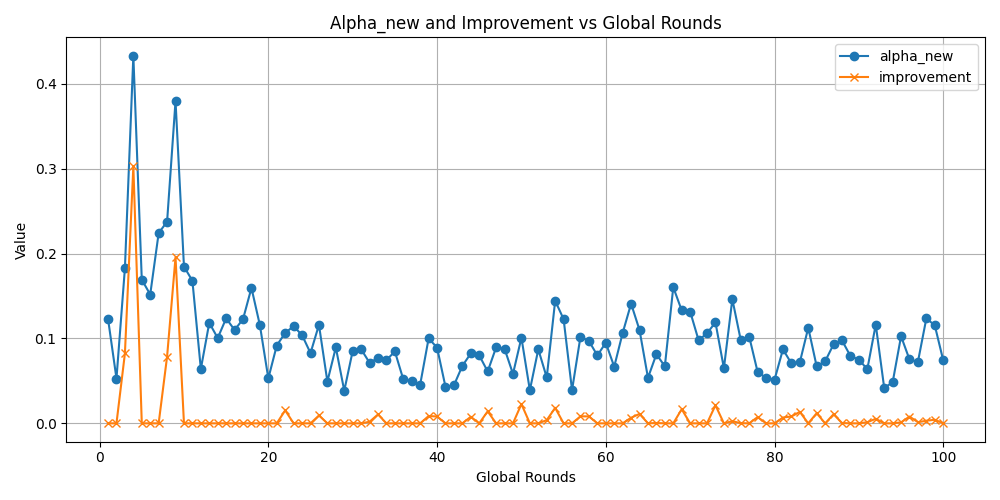 Alpha_new and Improvement vs Global Rounds
alpha_new
improvement
Value
0.4
0.3
0.2
0.1
0.0
0
20
40
60
80
100
Global Rounds